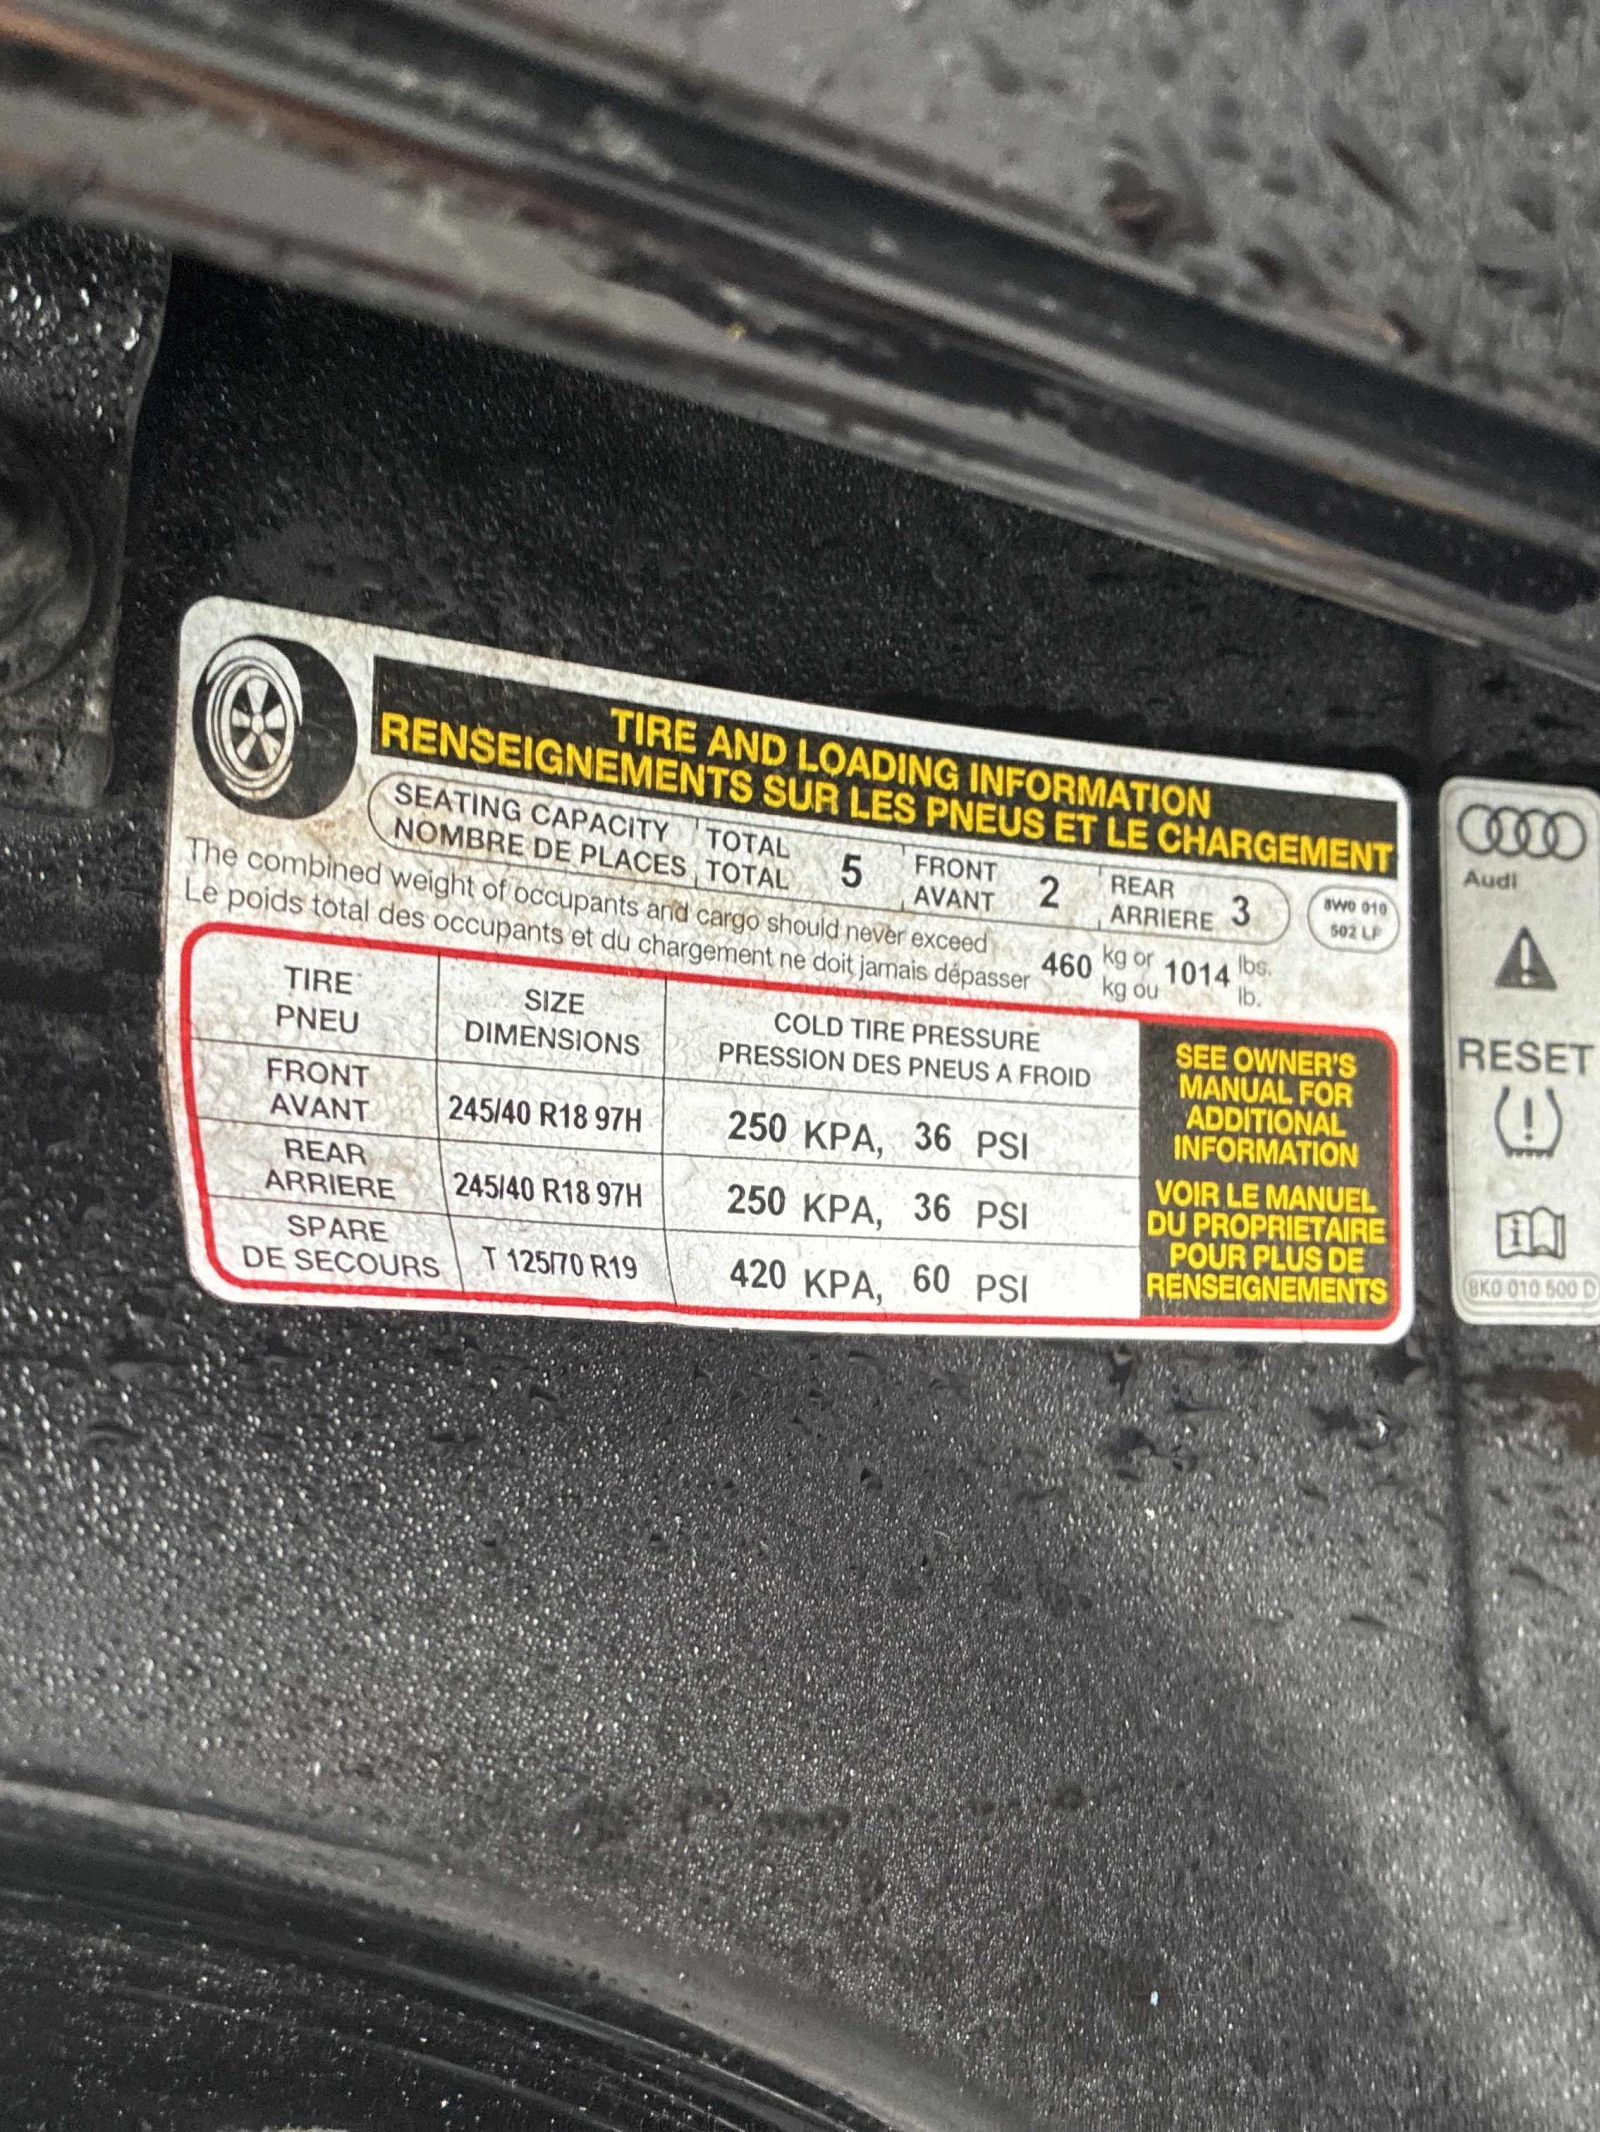 TIRE AND LOADING INFORMATION
RENSEIGNEMENTS SUR LES PNEUS ET LE CHARGEMENT
SEATING CAPACITY TOTAL 5 FRONT 2 REAR 3
NOMBRE DE PLACES TOTAL AVANT ARRIERE
8W0 010
502 LF
The combined weight of occupants and cargo should never exceed 460 kg or 1014 lbs.
Le poids total des occupants et du chargement ne doit jamais dépasser kg ou lb.
TIRE SIZE COLD TIRE PRESSURE
PNEU DIMENSIONS PRESSION DES PNEUS A FROID
FRONT
AVANT 245/40 R18 97H 250 KPA, 36 PSI
REAR
ARRIERE 245/40 R18 97H 250 KPA, 36 PSI
SPARE
DE SECOURS T 125/70 R19 420 KPA, 60 PSI
SEE OWNER'S
MANUAL FOR
ADDITIONAL
INFORMATION
VOIR LE MANUEL
DU PROPRIETAIRE
POUR PLUS DE
RENSEIGNEMENTS
Audi
RESET
8K0 010 500 D